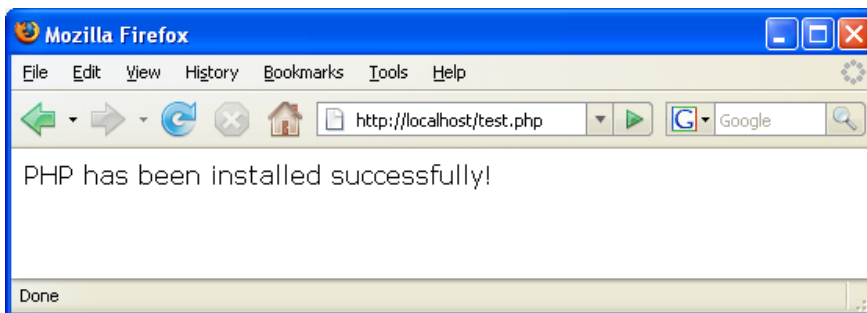 Mozilla Firefox
File Edit View History Bookmarks Tools Help
http://localhost/test.php G Google
PHP has been installed successfully!
Done